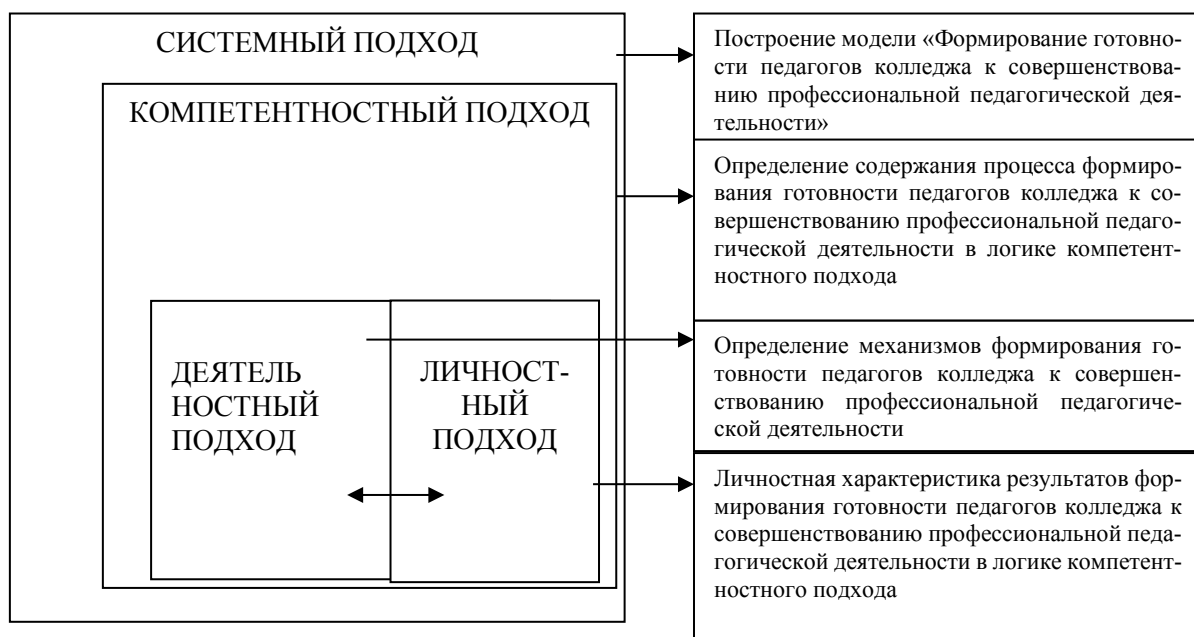 СИСТЕМНЫЙ ПОДХОД
КОМПЕТЕНТНОСТНЫЙ ПОДХОД
ДЕЯТЕЛЬ
НОСТНЫЙ
ПОДХОД
ЛИЧНОСТ-
НЫЙ
ПОДХОД
Построение модели «Формирование готовно-
сти педагогов колледжа к совершенствова-
нию профессиональной педагогической дея-
тельности»
Определение содержания процесса формиро-
вания готовности педагогов колледжа к со-
вершенствованию профессиональной педаго-
гической деятельности в логике компетент-
ностного подхода
Определение механизмов формирования го-
товности педагогов колледжа к совершен-
ствованию профессиональной педагогиче-
ской деятельности
Личностная характеристика результатов фор-
мирования готовности педагогов колледжа к
совершенствованию профессиональной педа-
гогической деятельности в логике компетент-
ностного подхода